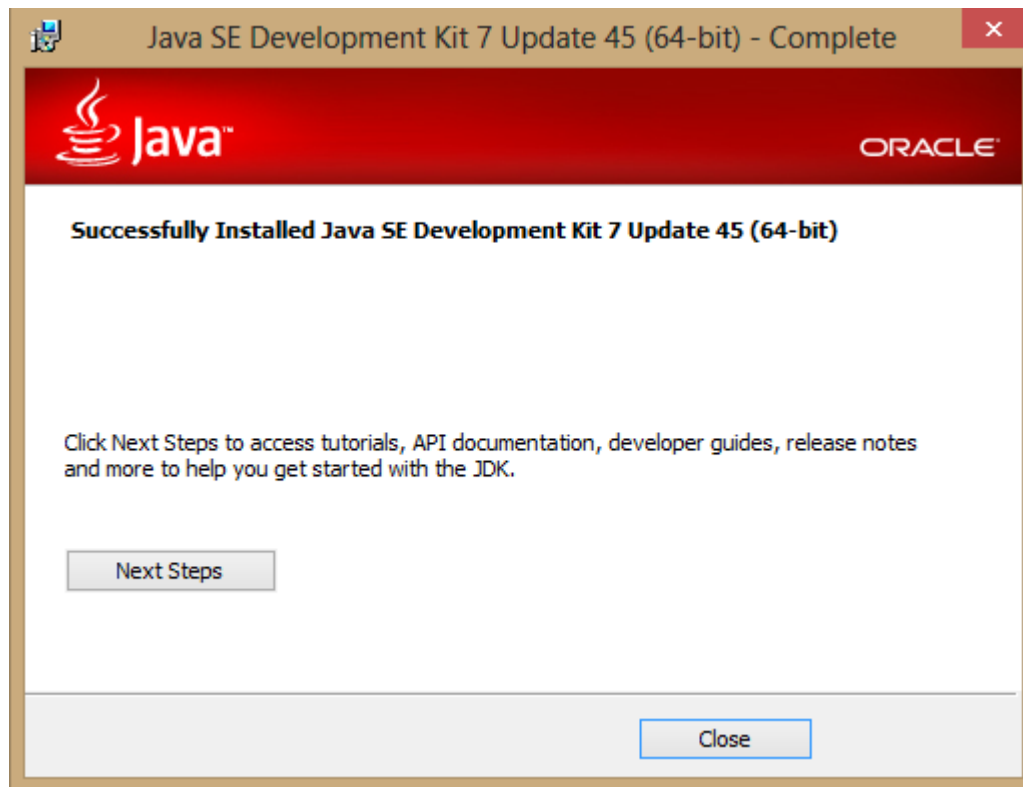 Java SE Development Kit 7 Update 45 (64-bit) - Complete
Java™
ORACLE®
Successfully Installed Java SE Development Kit 7 Update 45 (64-bit)
Click Next Steps to access tutorials, API documentation, developer guides, release notes
and more to help you get started with the JDK.
Next Steps
Close